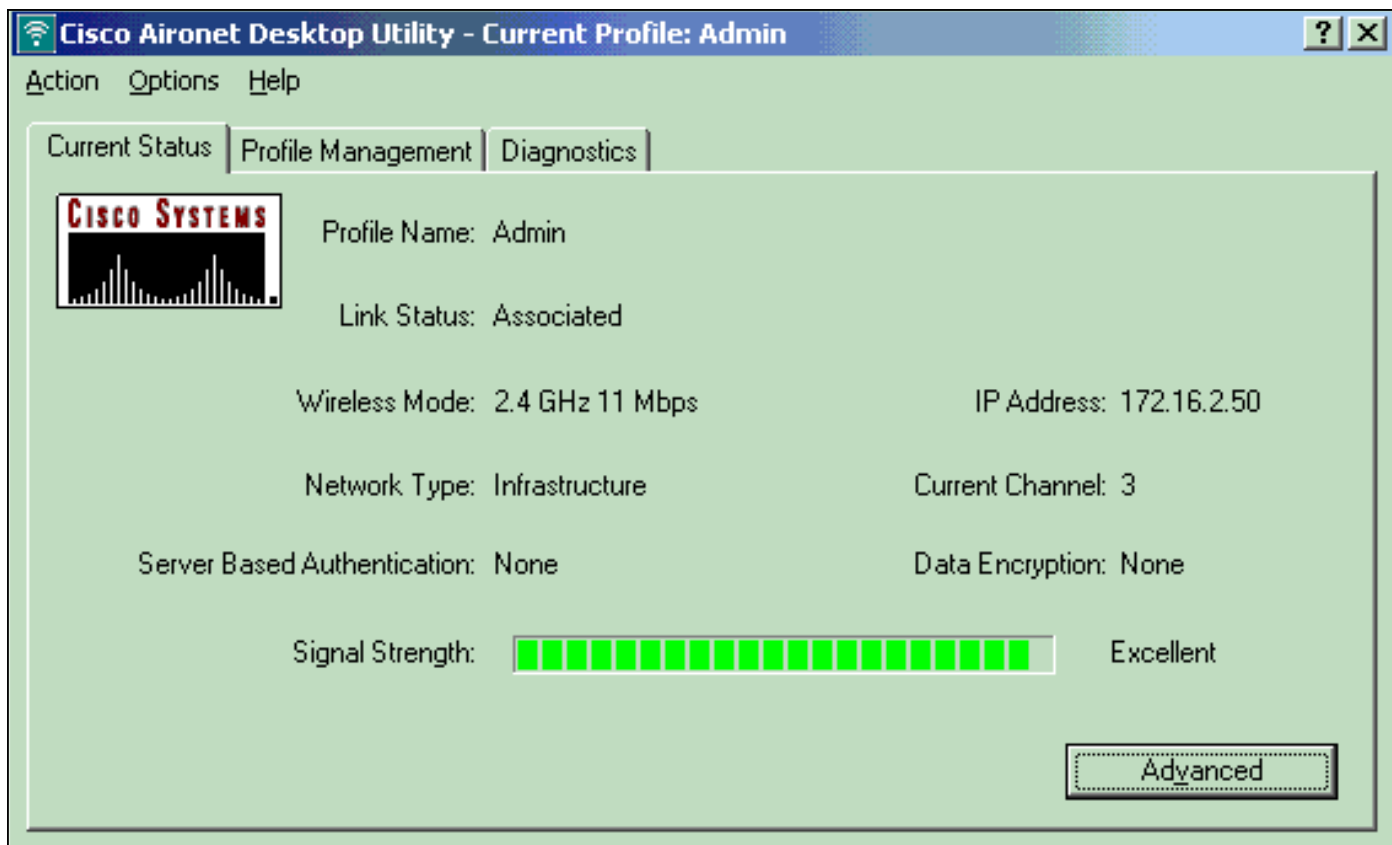 Cisco Aironet Desktop Utility - Current Profile: Admin
? X
Action Options Help
Current Status Profile Management Diagnostics
CISCO SYSTEMS
Profile Name: Admin
Link Status: Associated
Wireless Mode: 2.4 GHz 11 Mbps IP Address: 172.16.2.50
Network Type: Infrastructure Current Channel: 3
Server Based Authentication: None Data Encryption: None
Signal Strength: Excellent
Advanced